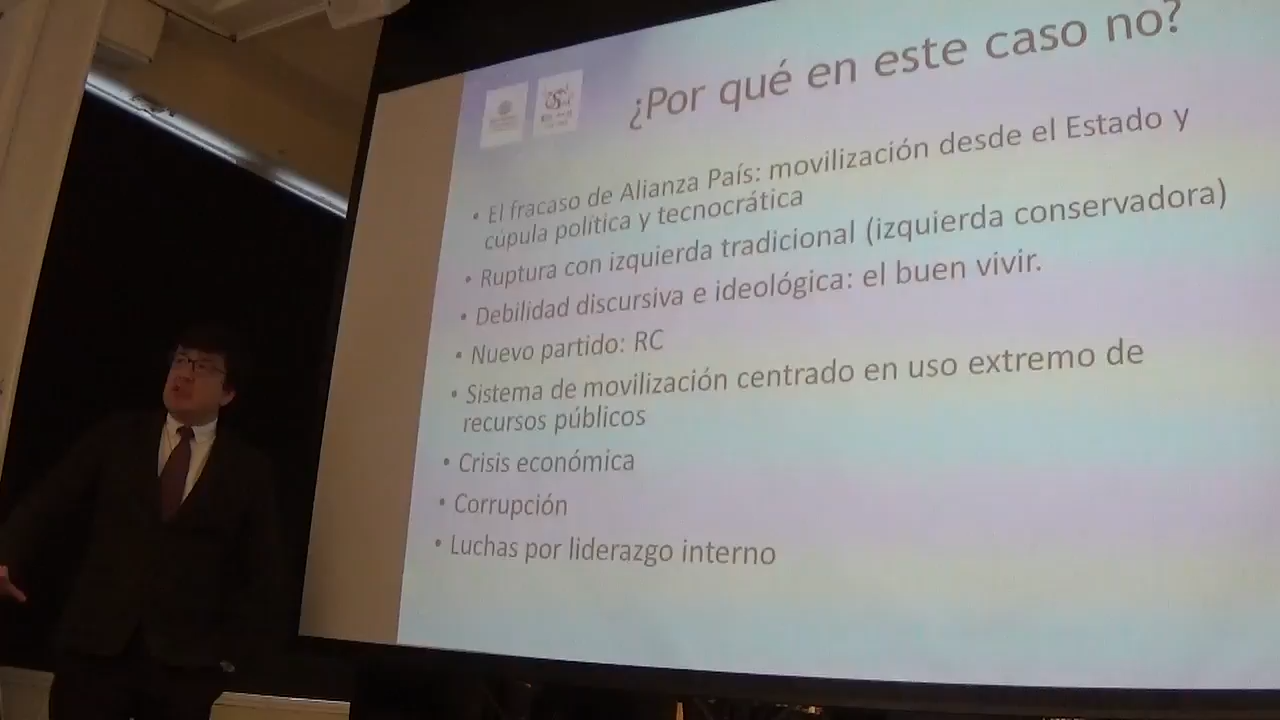 ¿Por qué en este caso no?
• El fracaso de Alianza País: movilización desde el Estado y
cúpula política y tecnocrática
• Ruptura con izquierda tradicional (izquierda conservadora)
• Debilidad discursiva e ideológica: el buen vivir.
• Nuevo partido: RC
• Sistema de movilización centrado en uso extremo de
recursos públicos
• Crisis económica
• Corrupción
• Luchas por liderazgo interno